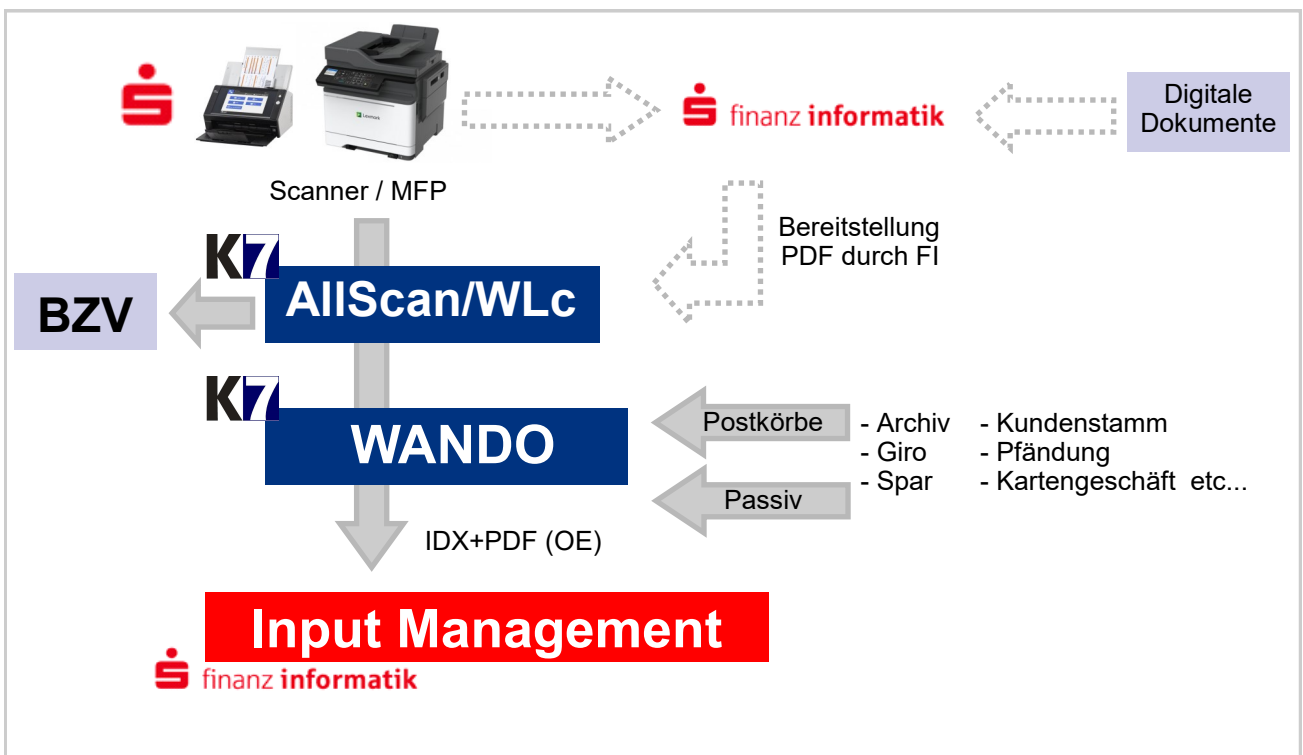 finanz informatik
Digitale
Dokumente
Lexmark
Scanner / MFP
Bereitstellung
PDF durch FI
K7
AllScan/WLc
BZV
K7
WANDO
Postkörbe
- Archiv - Kundenstamm
- Giro - Pfändung
- Spar - Kartengeschäft etc...
Passiv
IDX+PDF (OE)
Input Management
finanz informatik